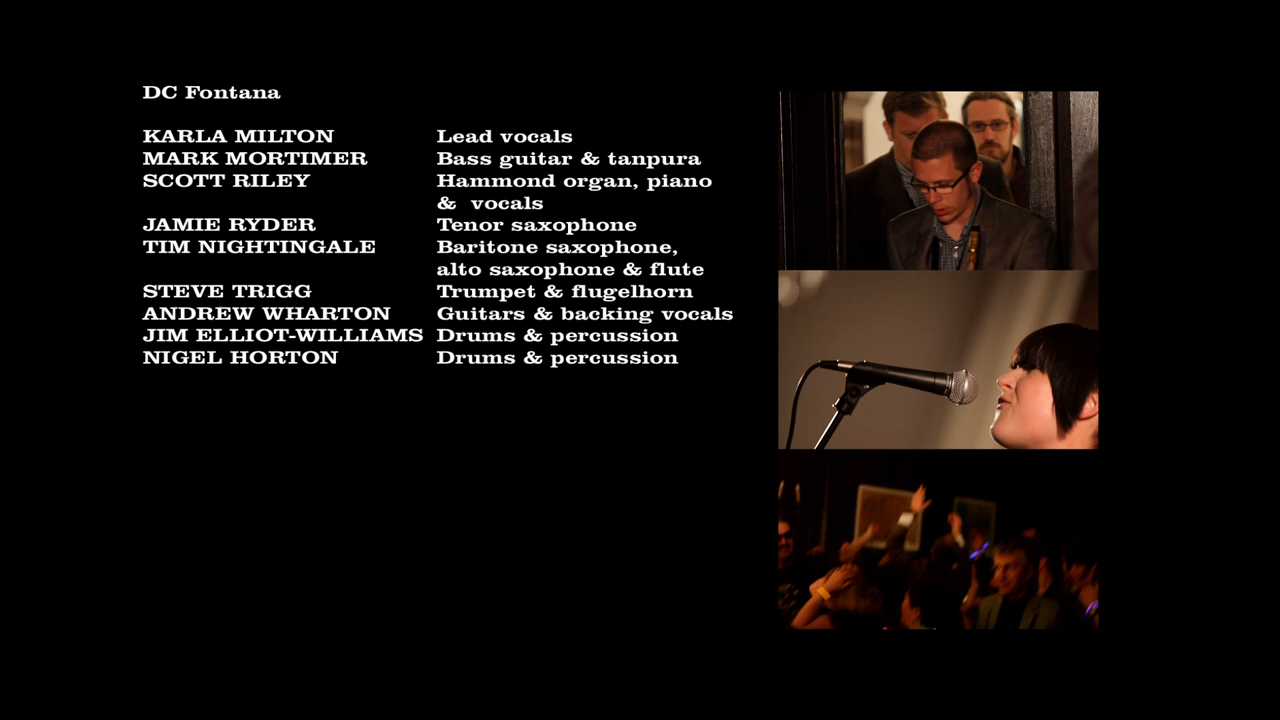 DC Fontana
KARLA MILTON Lead vocals
MARK MORTIMER Bass guitar & tanpura
SCOTT RILEY Hammond organ, piano
& vocals
JAMIE RYDER Tenor saxophone
TIM NIGHTINGALE Baritone saxophone,
alto saxophone & flute
STEVE TRIGG Trumpet & flugelhorn
ANDREW WHARTON Guitars & backing vocals
JIM ELLIOT-WILLIAMS Drums & percussion
NIGEL HORTON Drums & percussion